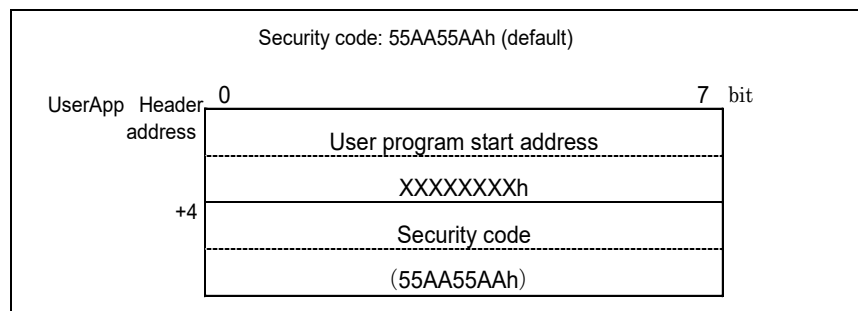 Security code: 55AA55AAh (default)
0 7 bit
UserApp Header
address
User program start address
XXXXXXXXh
+4
Security code
(55AA55AAh)